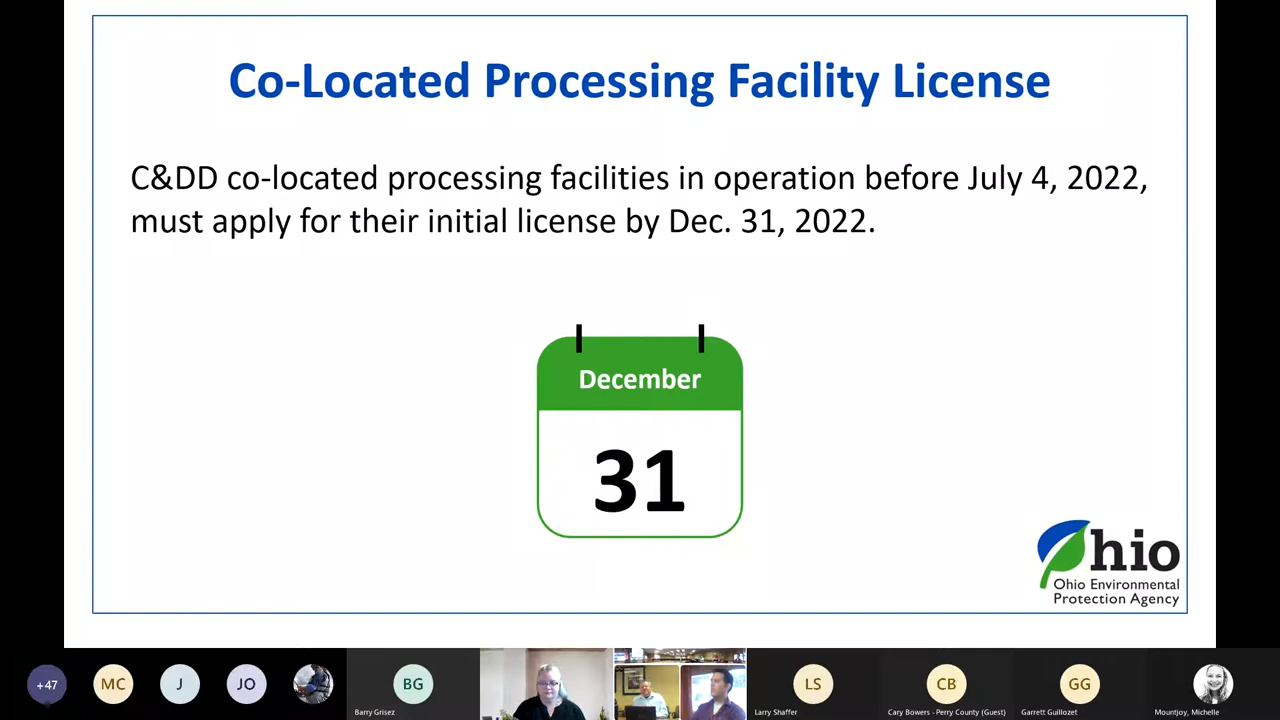 Co-Located Processing Facility License
C&DD co-located processing facilities in operation before July 4, 2022,
must apply for their initial license by Dec. 31, 2022.
December
31
Ohio
Ohio Environmental
Protection Agency
+47
MC
J
JO
BG
LS
CB
GG
Barry Grisez
Larry Shaffer
Cary Bowers - Perry County (Guest)
Garrett Guillozet
Mountjoy, Michelle